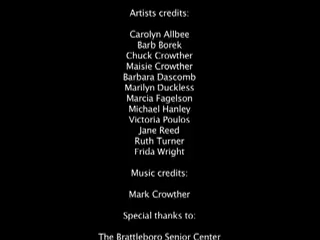 Artists credits:
Carolyn Allbee
Barb Borek
Chuck Crowther
Maisie Crowther
Barbara Dascomb
Marilyn Duckless
Marcia Fagelson
Michael Hanley
Victoria Poulos
Jane Reed
Ruth Turner
Frida Wright
Music credits:
Mark Crowther
Special thanks to:
The Brattleboro Senior Center